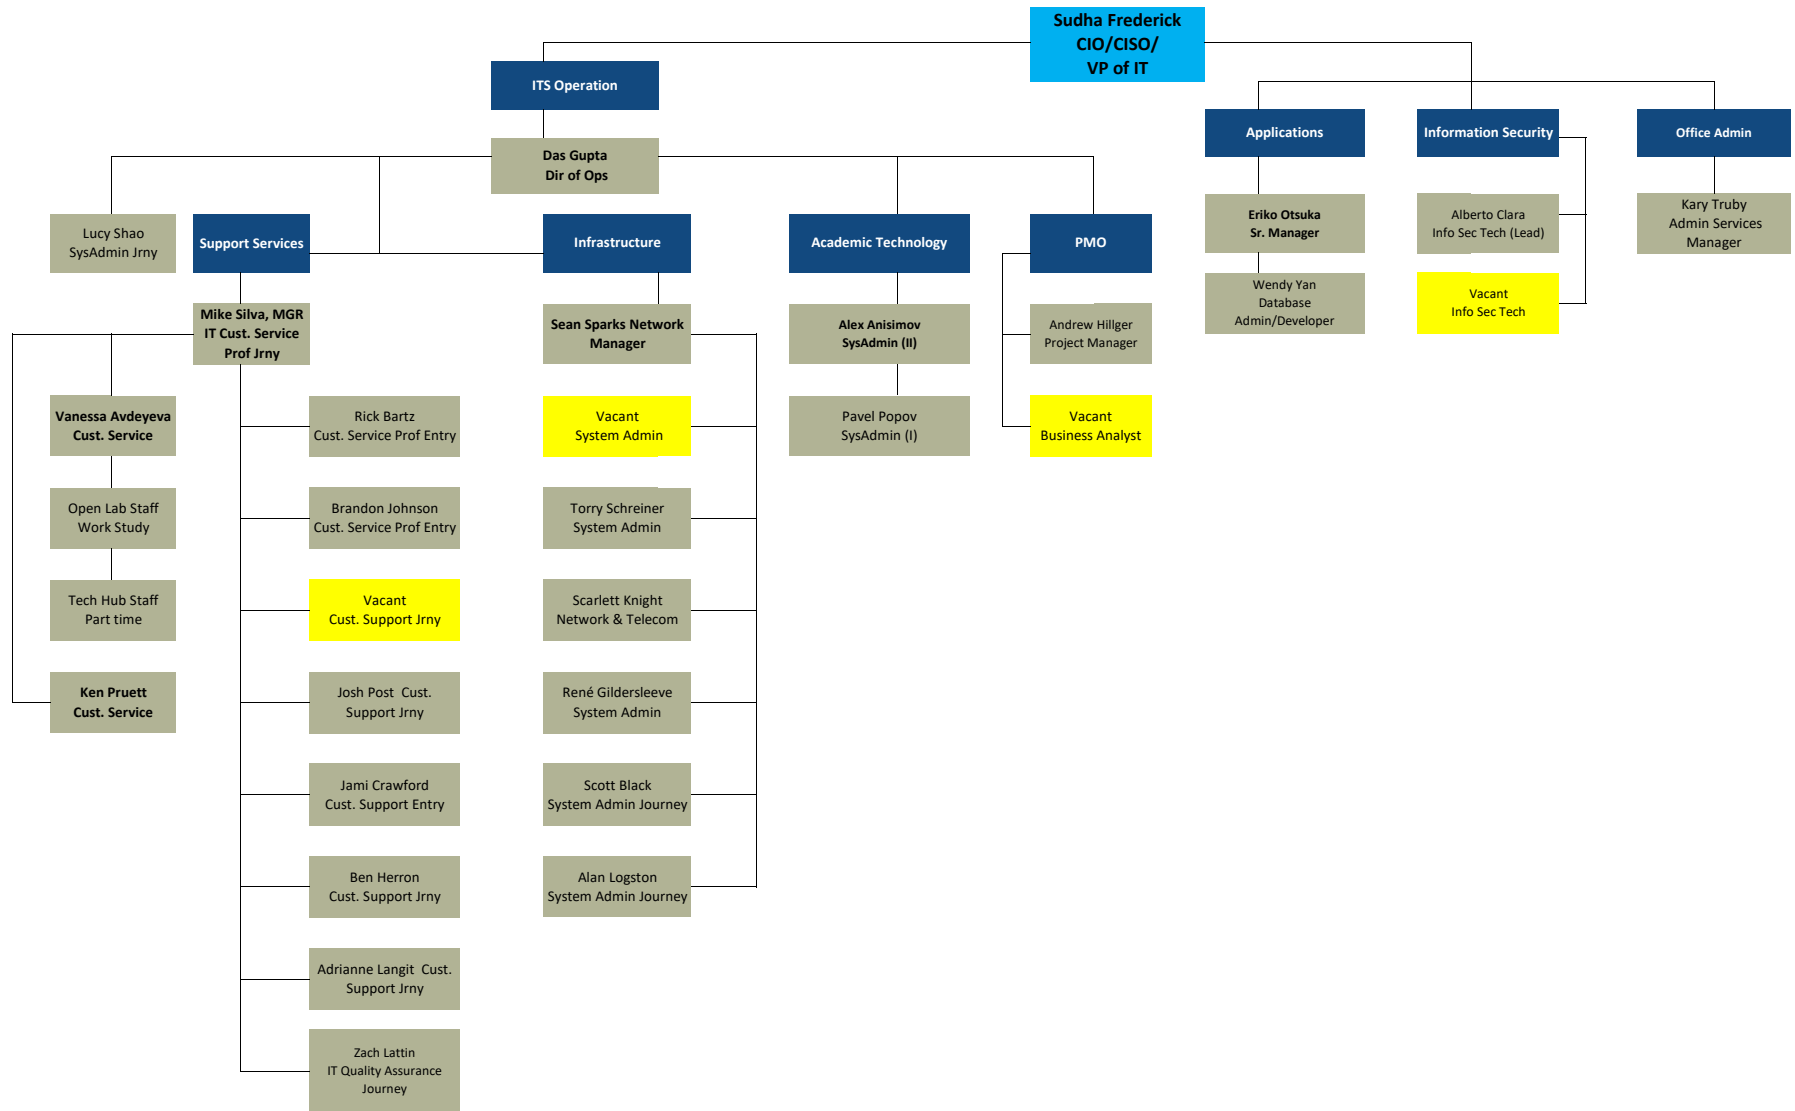 Sudha Frederick
CIO/CISO/
VP of IT
ITS Operation
Das Gupta
Dir of Ops
Applications
Information Security
Office Admin
Eriko Otsuka
Sr. Manager
Wendy Yan
Database
Admin/Developer
Alberto Clara
Info Sec Tech (Lead)
Vacant
Info Sec Tech
Kary Truby
Admin Services
Manager
Lucy Shao
SysAdmin Jrny
Support Services
Infrastructure
Academic Technology
PMO
Mike Silva, MGR
IT Cust. Service
Prof Jrny
Vanessa Avdeyeva
Cust. Service
Open Lab Staff
Work Study
Tech Hub Staff
Part time
Ken Pruett
Cust. Service
Rick Bartz
Cust. Service Prof Entry
Brandon Johnson
Cust. Service Prof Entry
Vacant
Cust. Support Jrny
Josh Post  Cust.
Support Jrny
Jami Crawford
Cust. Support Entry
Ben Herron
Cust. Support Jrny
Adrianne Langit  Cust.
Support Jrny
Zach Lattin
IT Quality Assurance
Journey
Sean Sparks Network
Manager
Vacant
System Admin
Torry Schreiner
System Admin
Scarlett Knight
Network & Telecom
René Gildersleeve
System Admin
Scott Black
System Admin Journey
Alan Logston
System Admin Journey
Alex Anisimov
SysAdmin (II)
Pavel Popov
SysAdmin (I)
Andrew Hillger
Project Manager
Vacant
Business Analyst